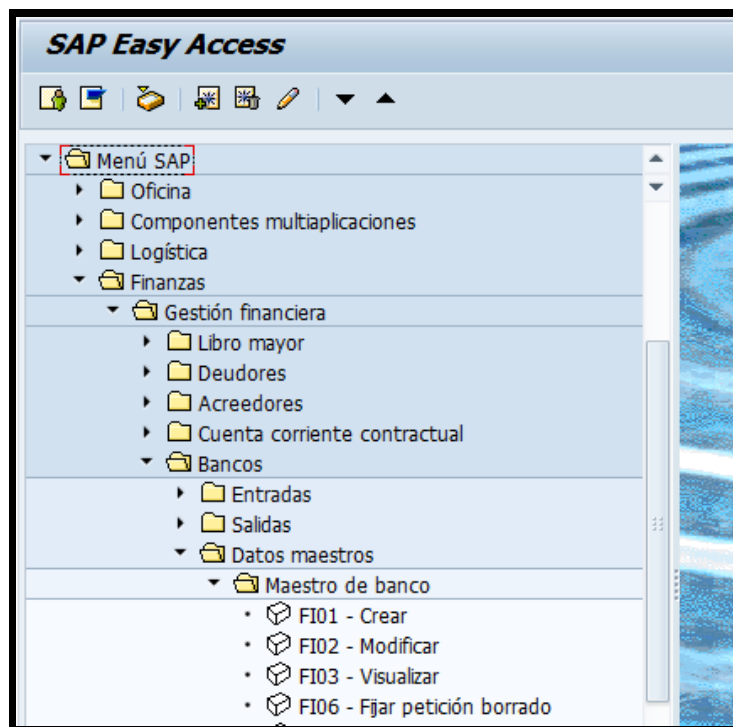 SAP Easy Access
Menú SAP
Oficina
Componentes multiaplicaciones
Logística
Finanzas
Gestión financiera
Libro mayor
Deudores
Acreedores
Cuenta corriente contractual
Bancos
Entradas
Salidas
Datos maestros
Maestro de banco
FI01 - Crear
FI02 - Modificar
FI03 - Visualizar
FI06 - Fijar petición borrado